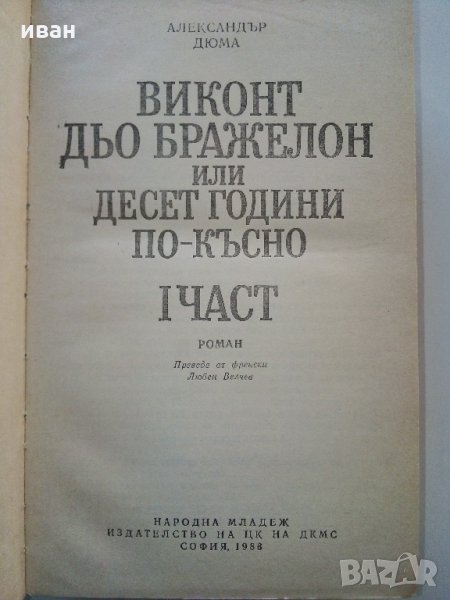 иван
АЛЕКСАНДЪР
ДЮМА
ВИКОНТ
ДЬО БРАЖЕЛОН
ИЛИ
ДЕСЕТ ГОДИНИ
ПО-КЪСНО
I ЧАСТ
РОМАН
Преведе от френски
Любен Велчев
НАРОДНА МЛАДЕЖ
ИЗДАТЕЛСТВО НА ЦК НА ДКМС
СОФИЯ, 1988
BAZAR